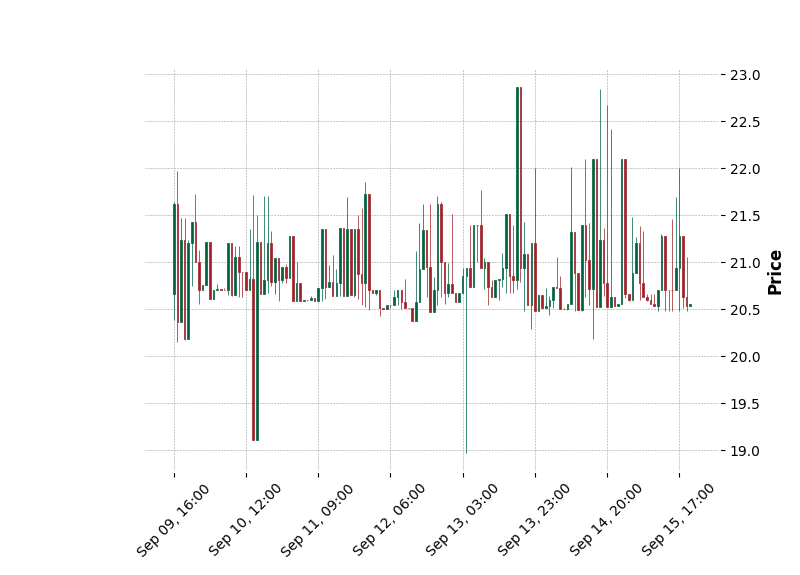 23.0
22.5
22.0
21.5
21.0
20.5
20.0
19.5
19.0
Price
Sep 09, 16:00
Sep 10, 12:00
Sep 11, 09:00
Sep 12, 06:00
Sep 13, 03:00
Sep 13, 23:00
Sep 14, 20:00
Sep 15, 17:00